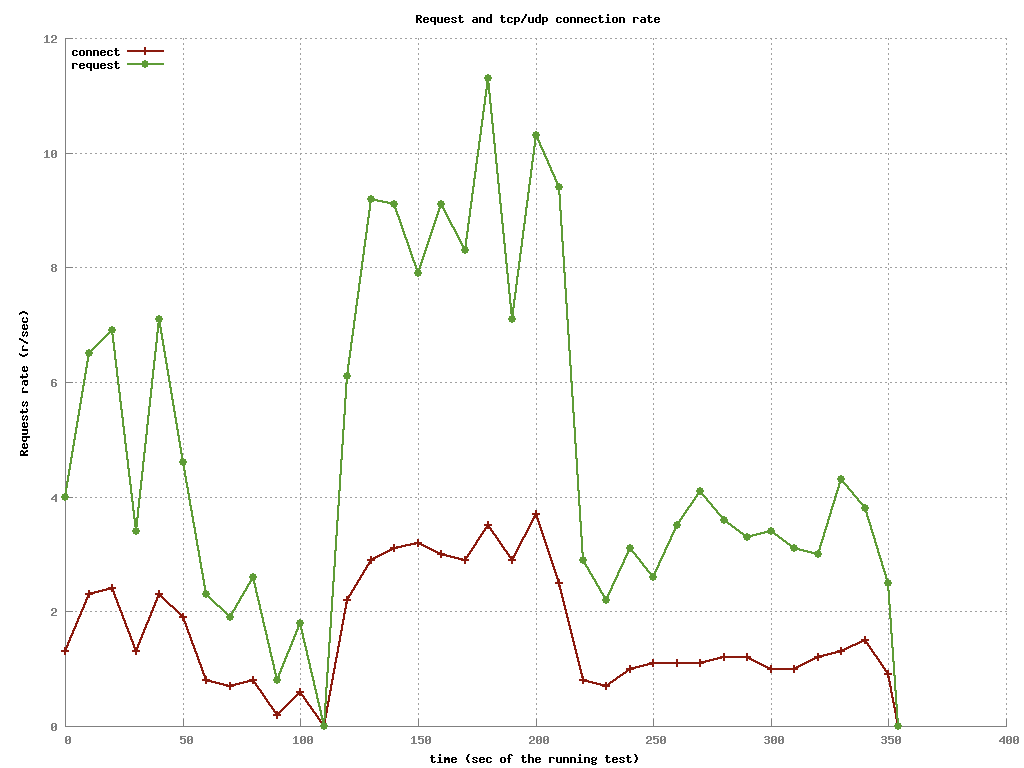 Request and tcp/udp connection rate
connect
request
Requests rate (r/sec)
12
10
8
6
4
2
0
0 50 100 150 200 250 300 350 400
time (sec of the running test)